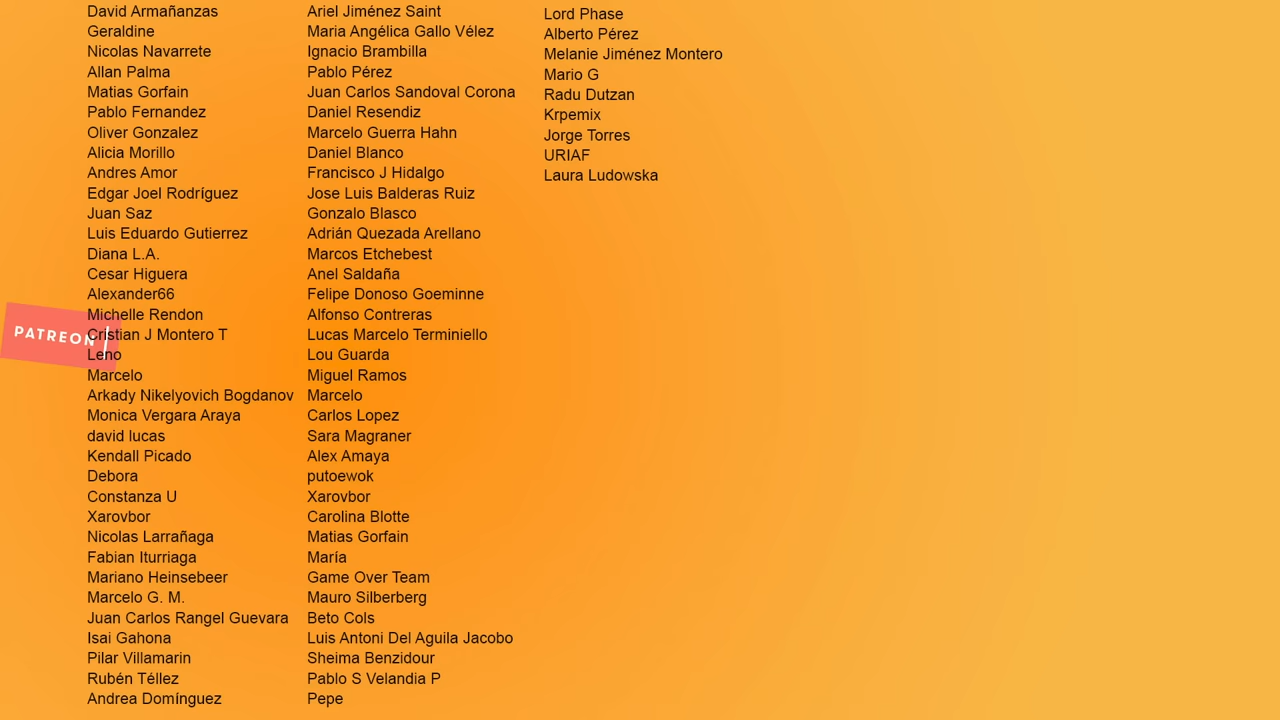 David Armañanzas
Geraldine
Nicolas Navarrete
Allan Palma
Matias Gorfain
Pablo Fernandez
Oliver Gonzalez
Alicia Morillo
Andres Amor
Edgar Joel Rodríguez
Juan Saz
Luis Eduardo Gutierrez
Diana L.A.
Cesar Higuera
Alexander66
Michelle Rendon
Cristian J Montero T
Leno
Marcelo
Arkady Nikelyovich Bogdanov
Monica Vergara Araya
david lucas
Kendall Picado
Debora
Constanza U
Xarovbor
Nicolas Larrañaga
Fabian Iturriaga
Mariano Heinsebeer
Marcelo G. M.
Juan Carlos Rangel Guevara
Isai Gahona
Pilar Villamarin
Rubén Téllez
Andrea Domínguez
Ariel Jiménez Saint
Maria Angélica Gallo Vélez
Ignacio Brambilla
Pablo Pérez
Juan Carlos Sandoval Corona
Daniel Resendiz
Marcelo Guerra Hahn
Daniel Blanco
Francisco J Hidalgo
Jose Luis Balderas Ruiz
Gonzalo Blasco
Adrián Quezada Arellano
Marcos Etchebest
Anel Saldaña
Felipe Donoso Goeminne
Alfonso Contreras
Lucas Marcelo Terminiello
Lou Guarda
Miguel Ramos
Marcelo
Carlos Lopez
Sara Magraner
Alex Amaya
putoewok
Xarovbor
Carolina Blotte
Matias Gorfain
María
Game Over Team
Mauro Silberberg
Beto Cols
Luis Antoni Del Aguila Jacobo
Sheima Benzidour
Pablo S Velandia P
Pepe
Lord Phase
Alberto Pérez
Melanie Jiménez Montero
Mario G
Radu Dutzan
Krpemix
Jorge Torres
URIAF
Laura Ludowska
PATREON